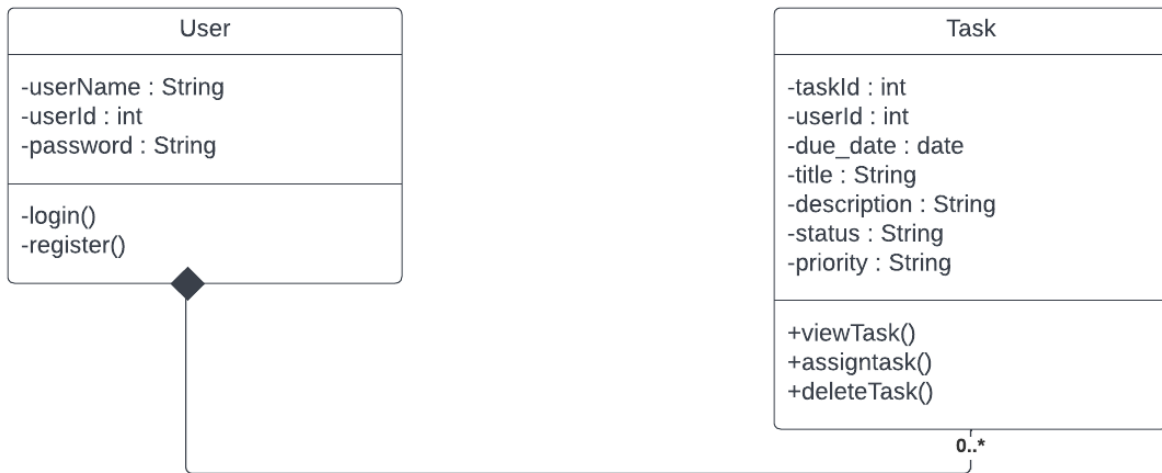 User
-userName : String
-userId : int
-password : String
-login()
-register()
Task
-taskId : int
-userId : int
-due_date : date
-title : String
-description : String
-status : String
-priority : String
+viewTask()
+assigntask()
+deleteTask()
0..*